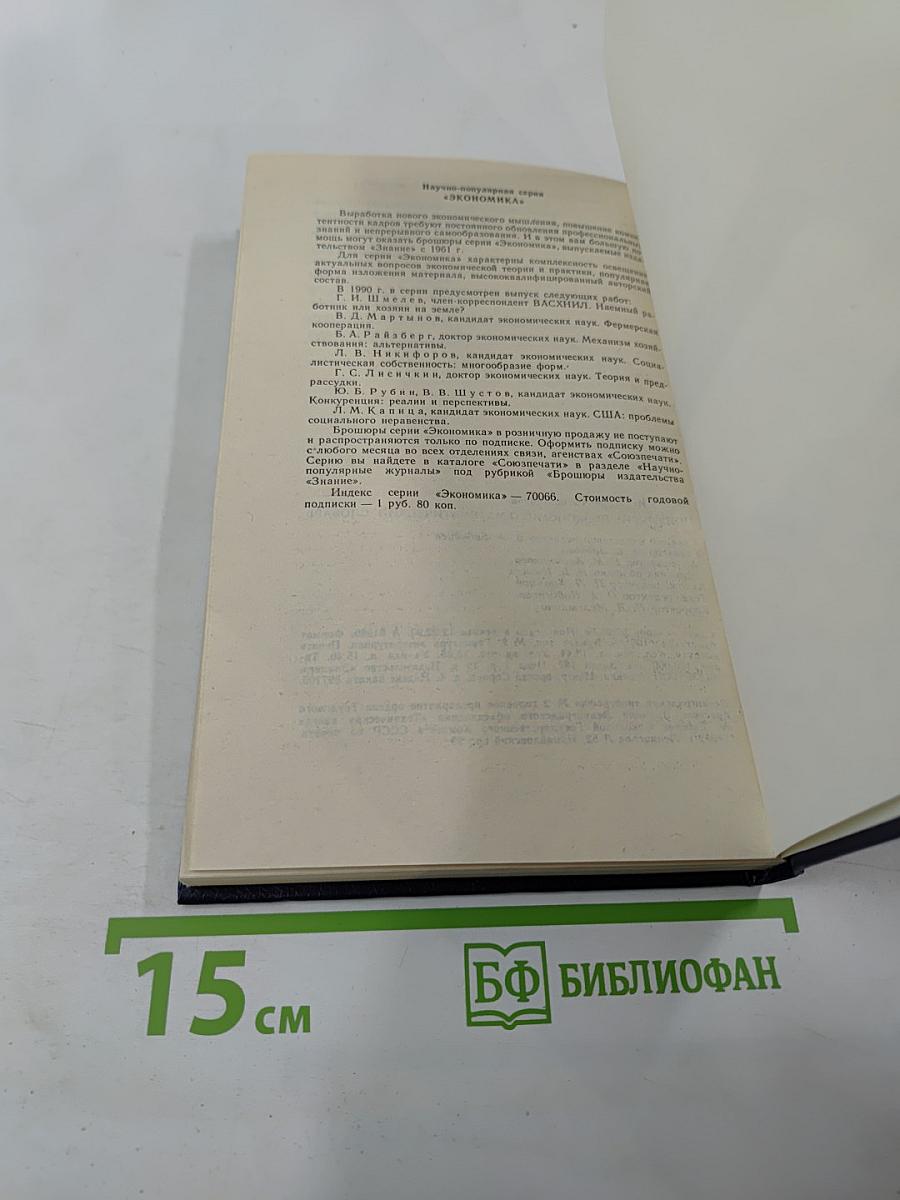 Научно-популярная серия
«ЭКОНОМИКА»
Выработка нового экономического мышления, повышение компе-
тентности кадров требуют постоянного обновления профессиональных
знаний и непрерывного самообразования. И в этом вам большую по-
мощь могут оказать брошюры серии «Экономика», выпускаемые изда-
тельством «Знание» с 1961 г.
Для серии «Экономика» характерны комплексность освещения
актуальных вопросов экономической теории и практики, популярная
форма изложения материала, высококвалифицированный авторский
состав.
В 1990 г. в серии предусмотрен выпуск следующих работ:
Г. И. Шмелев, член-корреспондент ВАСХНИЛ. Наемный ра-
ботник или хозяин на земле?
В. Д. Мартынов, кандидат экономических наук. Фермерская
кооперация.
Б. А. Райзберг, доктор экономических наук. Механизм хозяй-
ствования: альтернативы.
Л. В. Никифоров, кандидат экономических наук. Социа-
листическая собственность: многообразие форм.
Г. С. Лисичкин, доктор экономических наук. Теория и пред-
рассудки.
Ю. Б. Рубин, В. В. Шустов, кандидат экономических наук.
Конкуренция: реалии и перспективы.
Л. М. Капица, кандидат экономических наук. США: проблемы
социального неравенства.
Брошюры серии «Экономика» в розничную продажу не поступают
и распространяются только по подписке. Оформить подписку можно
с любого месяца во всех отделениях связи, агенствах «Союзпечати».
Серию вы найдете в каталоге «Союзпечати» в разделе «Научно-
популярные журналы» под рубрикой «Брошюры издательства
«Знание».
Индекс серии «Экономика» — 70066. Стоимость годовой
подписки — 1 руб. 80 коп.
15 см
БФ БИБЛИОФАН